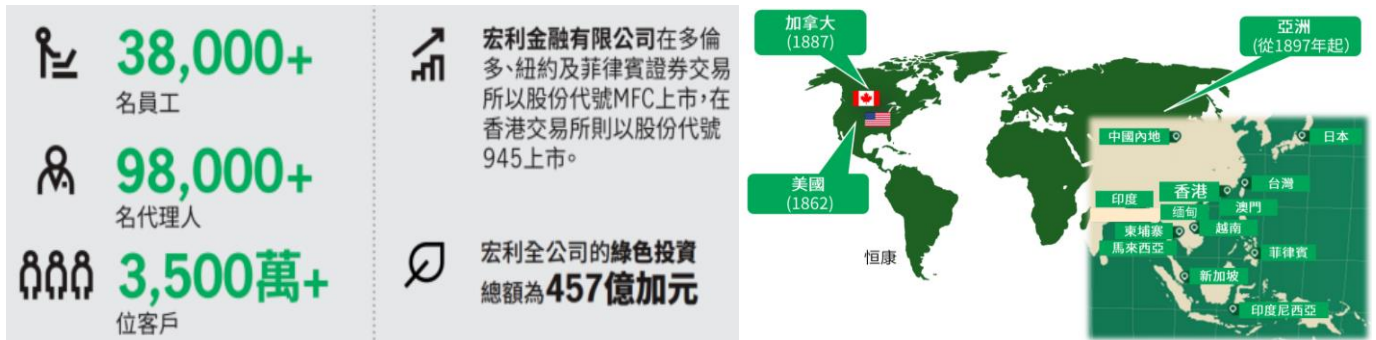 38,000+
名員工
98,000+
名代理人
3,500萬+
位客戶
宏利金融有限公司在多倫
多、紐約及菲律賓證券交易
所以股份代號MFC上市,在
香港交易所則以股份代號
945上市。
宏利全公司的綠色投資
總額為457億加元
加拿大
(1887)
亞洲
(從1897年起)
美國
(1862)
恒康
中國內地
日本
香港
台灣
印度
澳門
缅甸
柬埔寨
越南
馬來西亞
菲律賓
新加坡
印度尼西亞